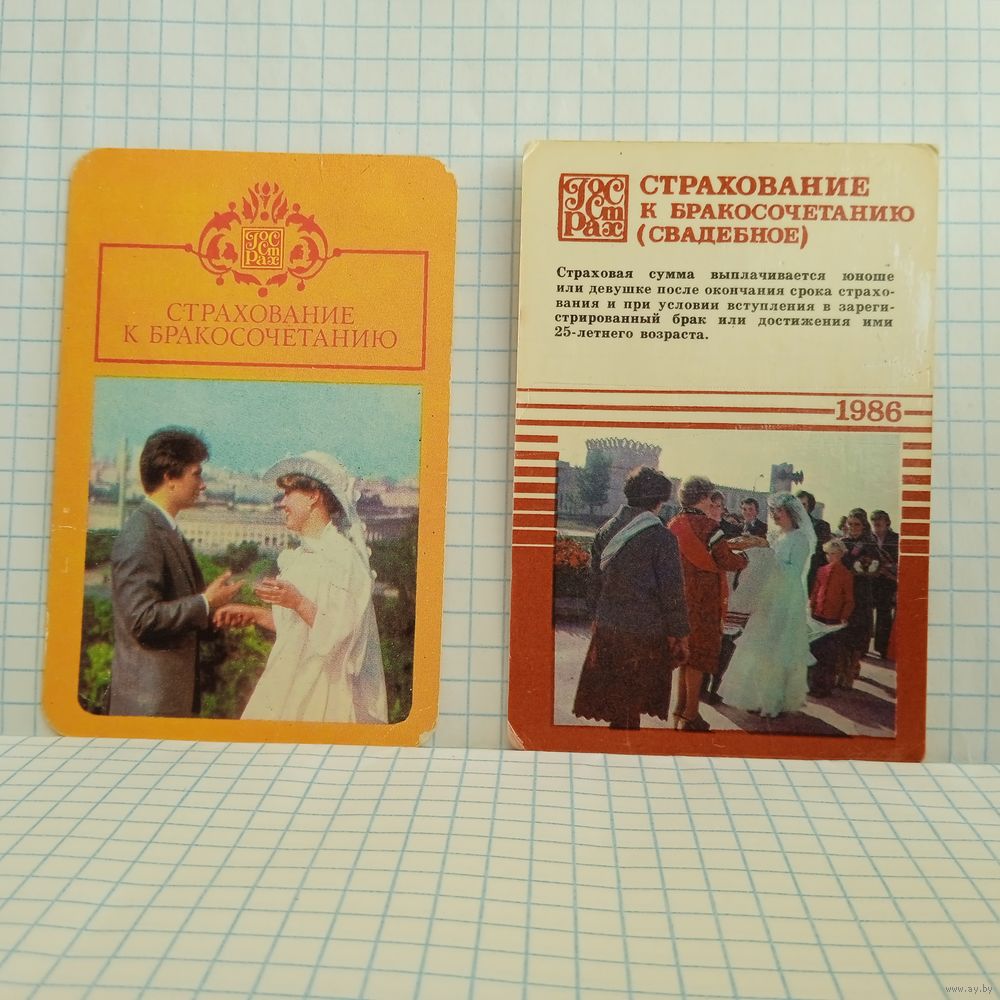 Гос
Ст
Рах
СТРАХОВАНИЕ
К БРАКОСОЧЕТАНИЮ
Гос
Ст
Рах
СТРАХОВАНИЕ
К БРАКОСОЧЕТАНИЮ
(СВАДЕБНОЕ)
Страховая сумма выплачивается юноше
или девушке после окончания срока страхо-
вания и при условии вступления в зареги-
стрированный брак или достижения ими
25-летнего возраста.
1986
www.ay.by